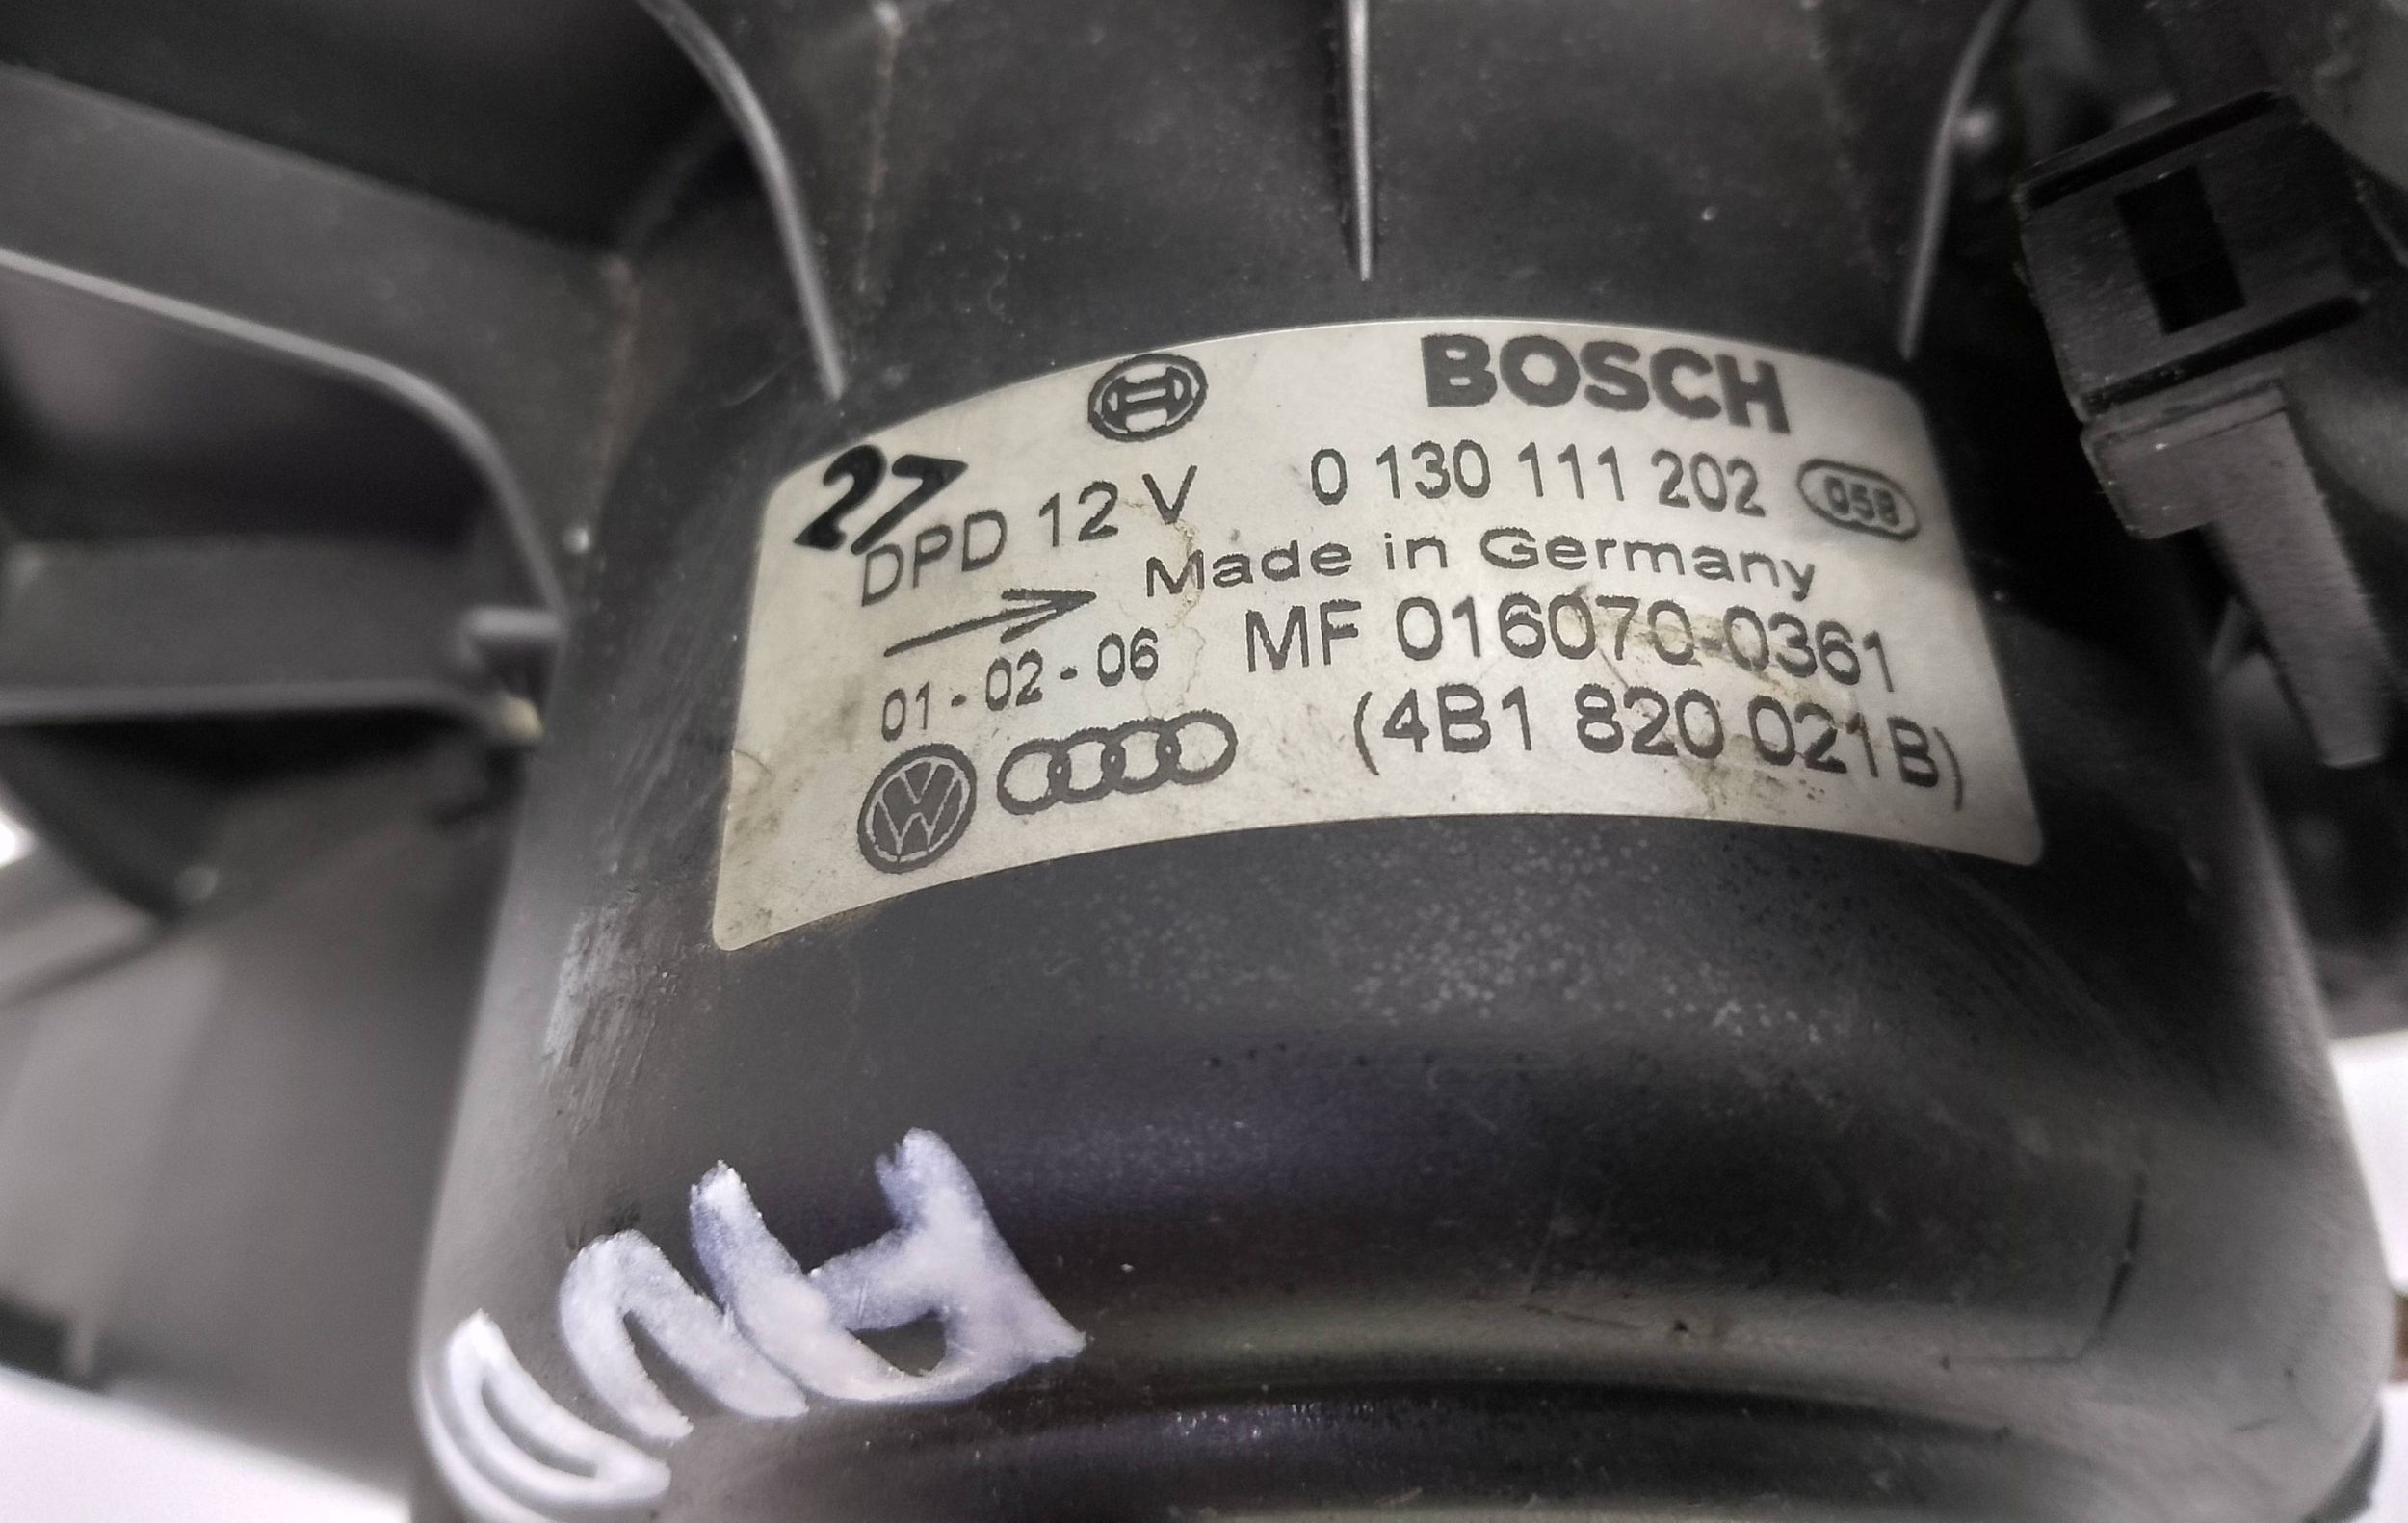 BOSCH
27
DPD 12 V 0 130 111 202 058
Made in Germany
MF 016070-0361
01-02-06
(4B1 820 021B)
AUDI